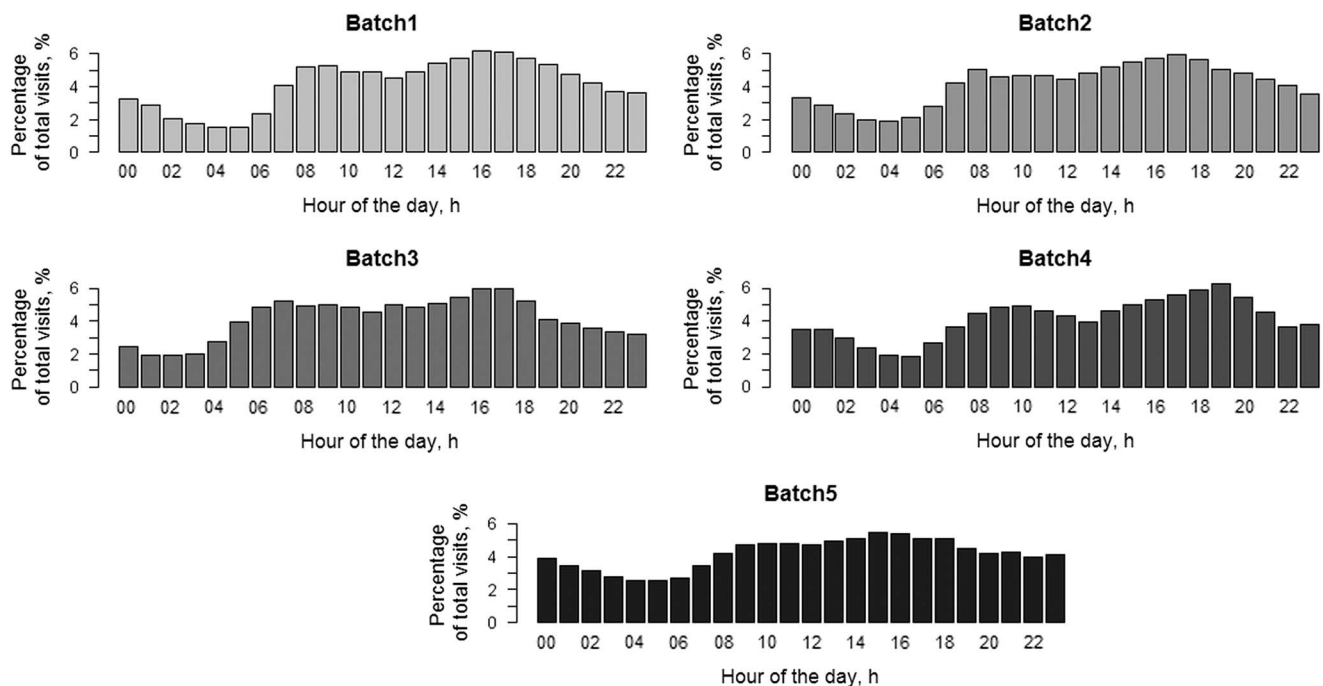 Batch1
Percentage
of total visits, %
6
4
2
0
00 02 04 06 08 10 12 14 16 18 20 22
Hour of the day, h
Batch2
Percentage
of total visits, %
6
4
2
0
00 02 04 06 08 10 12 14 16 18 20 22
Hour of the day, h
Batch3
Percentage
of total visits, %
6
4
2
0
00 02 04 06 08 10 12 14 16 18 20 22
Hour of the day, h
Batch4
Percentage
of total visits, %
6
4
2
0
00 02 04 06 08 10 12 14 16 18 20 22
Hour of the day, h
Batch5
Percentage
of total visits, %
6
4
2
0
00 02 04 06 08 10 12 14 16 18 20 22
Hour of the day, h